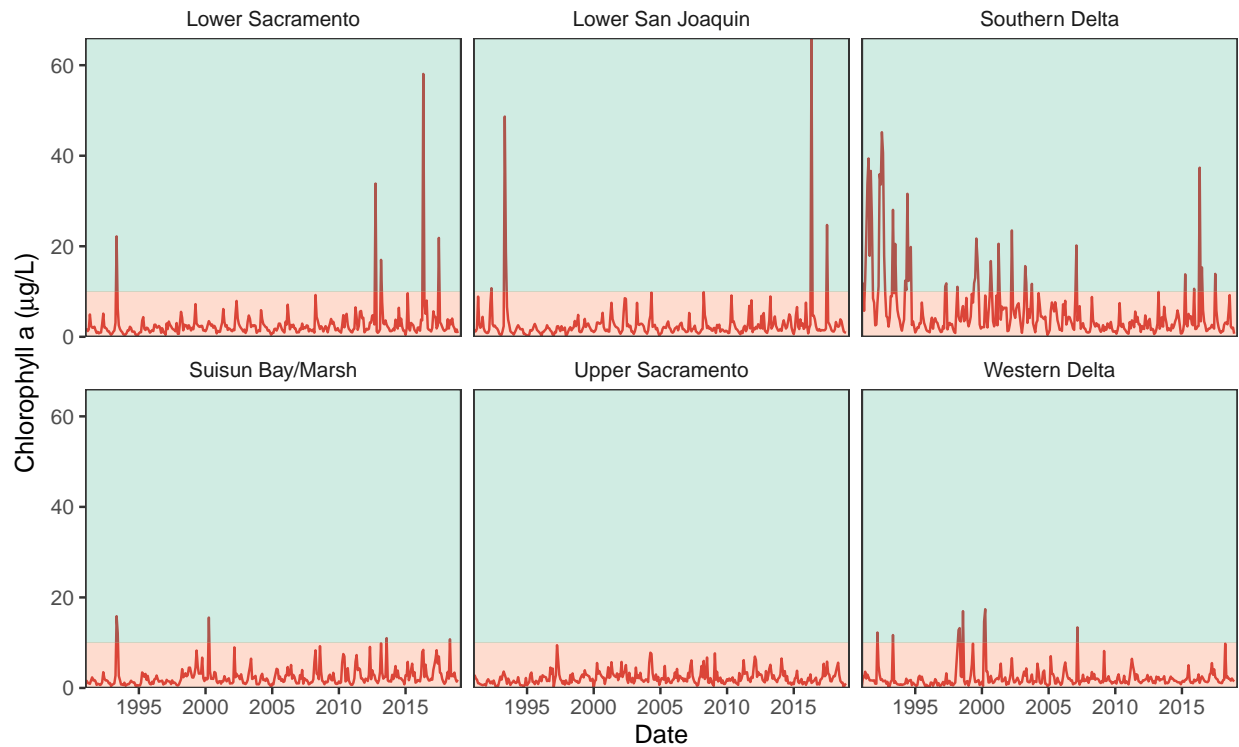 Lower Sacramento
Lower San Joaquin
Southern Delta
60
40
20
0
Suisun Bay/Marsh
Upper Sacramento
Western Delta
60
40
20
0
Chlorophyll a (μg/L)
1995 2000 2005 2010 2015
1995 2000 2005 2010 2015
1995 2000 2005 2010 2015
Date